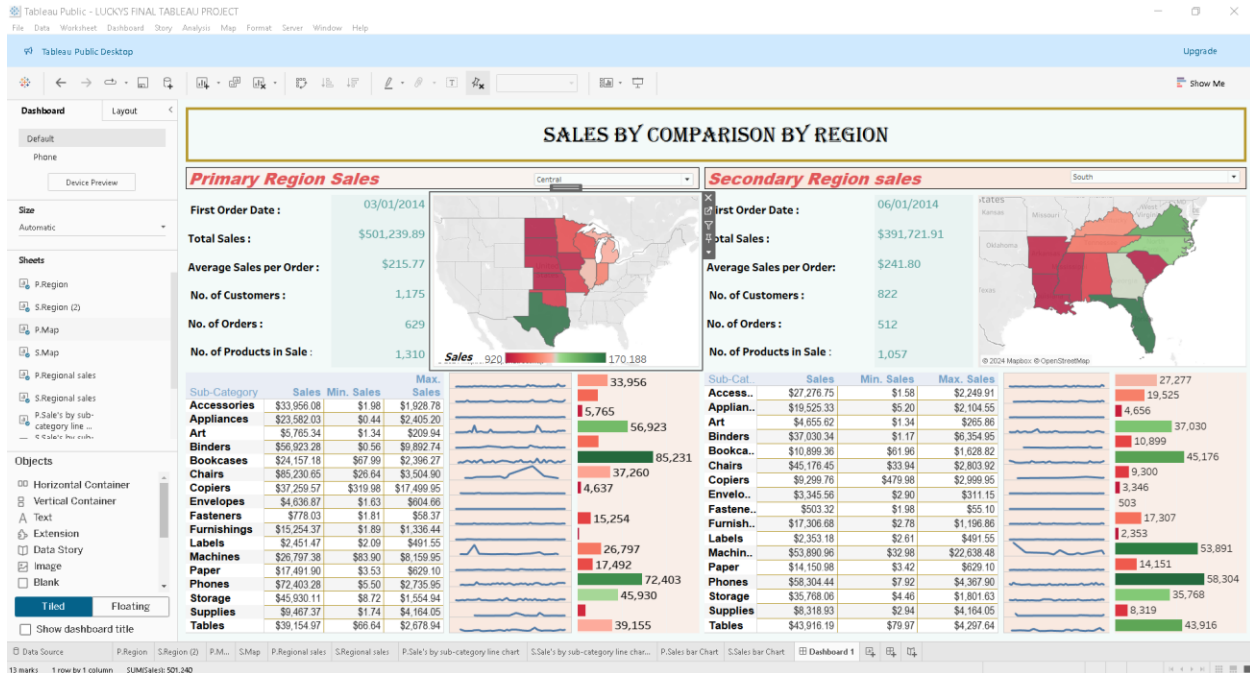 Tableau Public - LUCKYS FINAL TABLEAU PROJECT
File Data Worksheet Dashboard Story Analysis Map Format Server Window Help
Tableau Public Desktop
Upgrade
Show Me
Dashboard Layout
Default
Phone
Device Preview
Size
Automatic
Sheets
P.Region
S.Region (2)
P.Map
S.Map
P.Regional sales
S.Regional sales
P.Sale's by sub-
category line ...
Objects
Horizontal Container
Vertical Container
Text
Extension
Data Story
Image
Blank
Tiled Floating
Show dashboard title
SALES BY COMPARISON BY REGION
Primary Region Sales
Central
First Order Date : 03/01/2014
Total Sales : $501,239.89
Average Sales per Order : $215.77
No. of Customers : 1,175
No. of Orders : 629
No. of Products in Sale : 1,310
Sales 920 170,188
Secondary Region sales
South
irst Order Date : 06/01/2014
otal Sales : $391,721.91
Average Sales per Order: $241.80
No. of Customers : 822
No. of Orders : 512
No. of Products in Sale : 1,057
States
Kansas
Missouri
West
Virginia
Oklahoma
Texas
© 2024 Mapbox © OpenStreetMap
Sub-Category Sales Min. Sales Max. Sales
Accessories $33,956.08 $1.98 $1,928.78
Appliances $23,582.03 $0.44 $2,405.20
Art $5,765.34 $1.34 $209.94
Binders $56,923.28 $0.56 $9,892.74
Bookcases $24,157.18 $67.99 $2,396.27
Chairs $85,230.65 $26.64 $3,504.90
Copiers $37,259.57 $319.98 $17,499.95
Envelopes $4,636.87 $1.63 $604.66
Fasteners $778.03 $1.81 $58.37
Furnishings $15,254.37 $1.89 $1,336.44
Labels $2,451.47 $2.09 $491.55
Machines $26,797.38 $83.90 $8,159.95
Paper $17,491.90 $3.53 $629.10
Phones $72,403.28 $5.50 $2,735.95
Storage $45,930.11 $8.72 $1,554.94
Supplies $9,467.37 $1.74 $4,164.05
Tables $39,154.97 $66.64 $2,678.94
33,956
5,765
56,923
85,231
37,260
4,637
15,254
26,797
17,492
72,403
45,930
39,155
Sub-Cat.. Sales Min. Sales Max. Sales
Access.. $27,276.75 $1.58 $2,249.91
Applian.. $19,525.33 $5.20 $2,104.55
Art $4,655.62 $1.34 $265.86
Binders $37,030.34 $1.17 $6,354.95
Bookca.. $10,899.36 $61.96 $1,628.82
Chairs $45,176.45 $33.94 $2,803.92
Copiers $9,299.76 $479.98 $2,999.95
Envelo.. $3,345.56 $2.90 $311.15
Fastene.. $503.32 $1.98 $55.10
Furnish.. $17,306.68 $2.78 $1,196.86
Labels $2,353.18 $2.61 $491.55
Machin.. $53,890.96 $32.98 $22,638.48
Paper $14,150.98 $3.42 $629.10
Phones $58,304.44 $7.92 $4,367.90
Storage $35,768.06 $4.46 $1,801.63
Supplies $8,318.93 $2.94 $4,164.05
Tables $43,916.19 $79.97 $4,297.64
27,277
19,525
4,656
37,030
10,899
45,176
9,300
3,346
503
17,307
2,353
53,891
14,151
58,304
35,768
8,319
43,916
Data Source P.Region S.Region (2) P.M... S.Map P.Regional sales S.Regional sales P.Sale's by sub-category line chart S.Sale's by sub-category line char... P.Sales bar Chart S.Sales bar Chart Dashboard 1
13 marks 1 row by 1 column SUM(Sales): 501,240